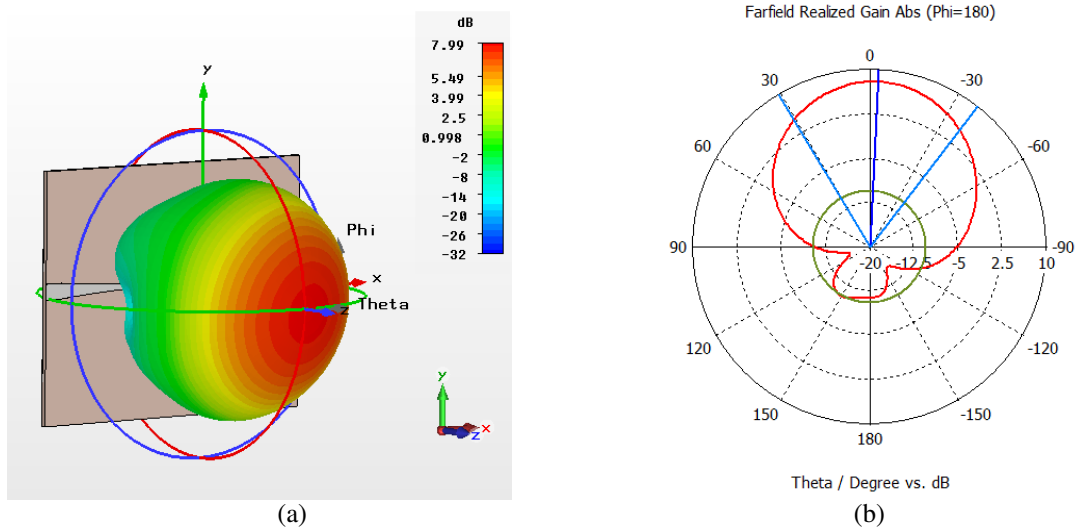 dB
7.99
5.49
3.99
2.5
0.998
-2
-8
-14
-20
-26
-32
y
Phi
x
Theta
z
y
x
z
(a)
Farfield Realized Gain Abs (Phi=180)
0
30 -30
60 -60
90 -90
-20 -12.5 -5 2.5 10
120 -120
150 -150
180
Theta / Degree vs. dB
(b)